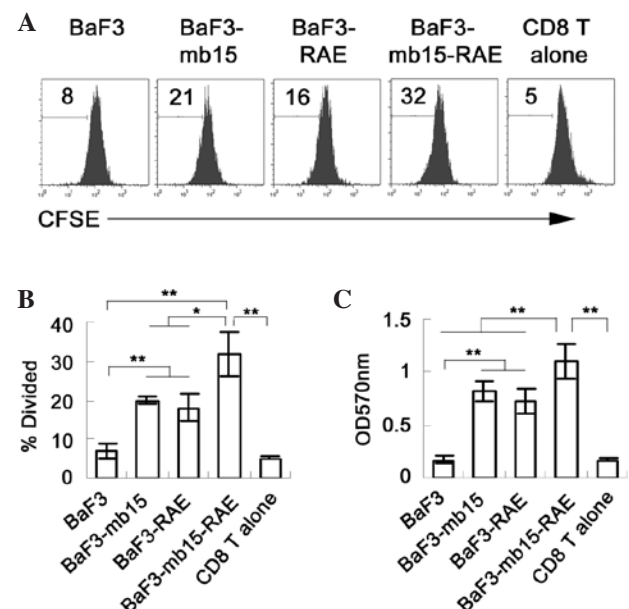 A
BaF3
BaF3-
mb15
BaF3-
RAE
BaF3-
mb15-RAE
CD8 T
alone
8
21
16
32
5
CFSE
B
**
*
**
**
40
30
20
10
0
% Divided
BaF3
BaF3-mb15
BaF3-RAE
BaF3-mb15-RAE
CD8 T alone
C
**
**
**
1.5
1
0.5
0
OD570nm
BaF3
BaF3-mb15
BaF3-RAE
BaF3-mb15-RAE
CD8 T alone